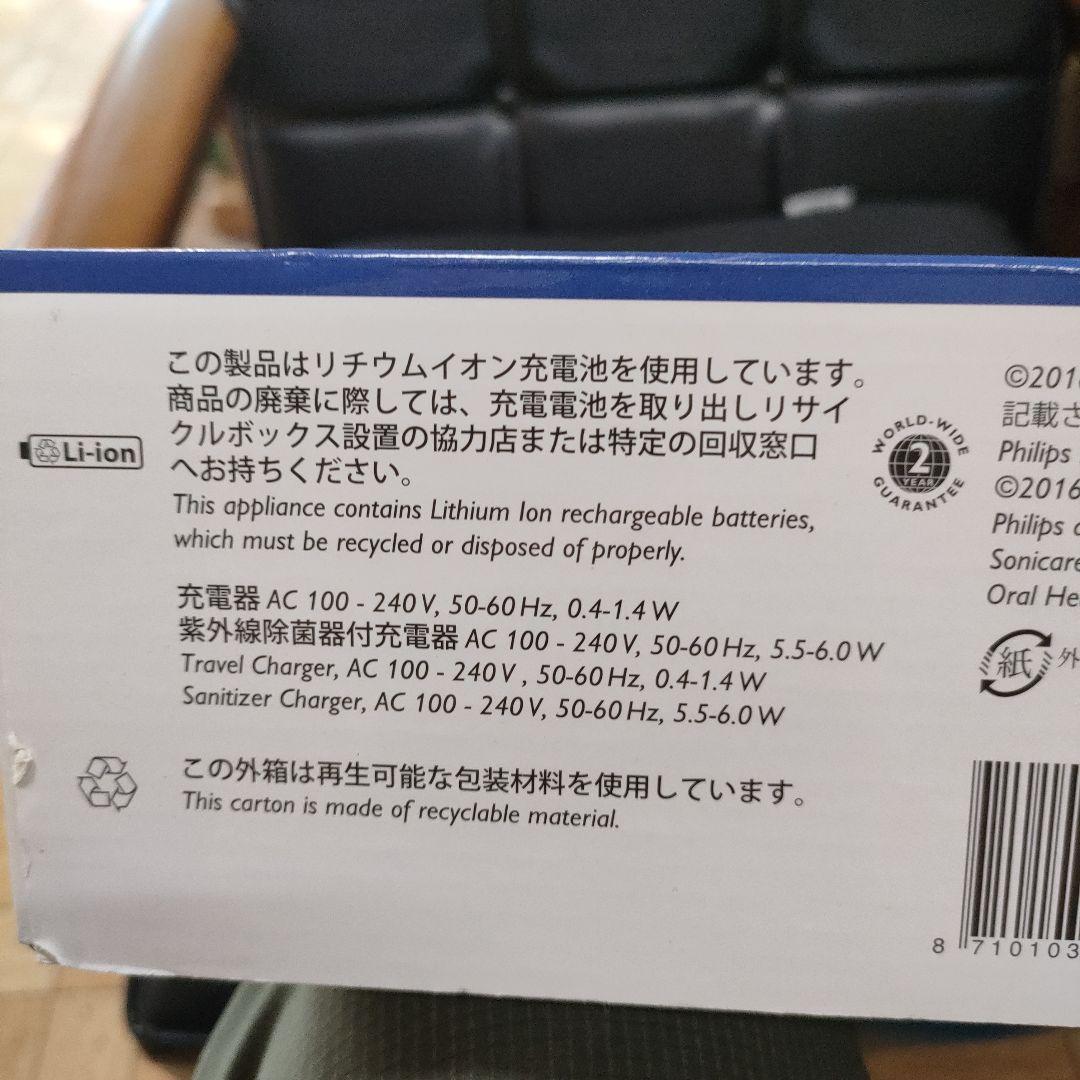 この製品はリチウムイオン充電池を使用しています。
商品の廃棄に際しては、充電電池を取り出しリサイ
クルボックス設置の協力店または特定の回収窓口
へお持ちください。
Li-ion
This appliance contains Lithium Ion rechargeable batteries,
which must be recycled or disposed of properly.
WORLD-WIDE
2
YEAR
GUARANTEE
充電器 AC 100 - 240 V, 50-60 Hz, 0.4-1.4 W
紫外線除菌器付充電器 AC 100 - 240 V, 50-60 Hz, 5.5-6.0 W
Travel Charger, AC 100 - 240 V , 50-60 Hz, 0.4-1.4 W
Sanitizer Charger, AC 100 - 240 V, 50-60 Hz, 5.5-6.0 W
この外箱は再生可能な包装材料を使用しています。
This carton is made of recyclable material.
©201
記載さ
Philips
©2016
Philips
Sonicare
Oral He
紙
外
8 710103